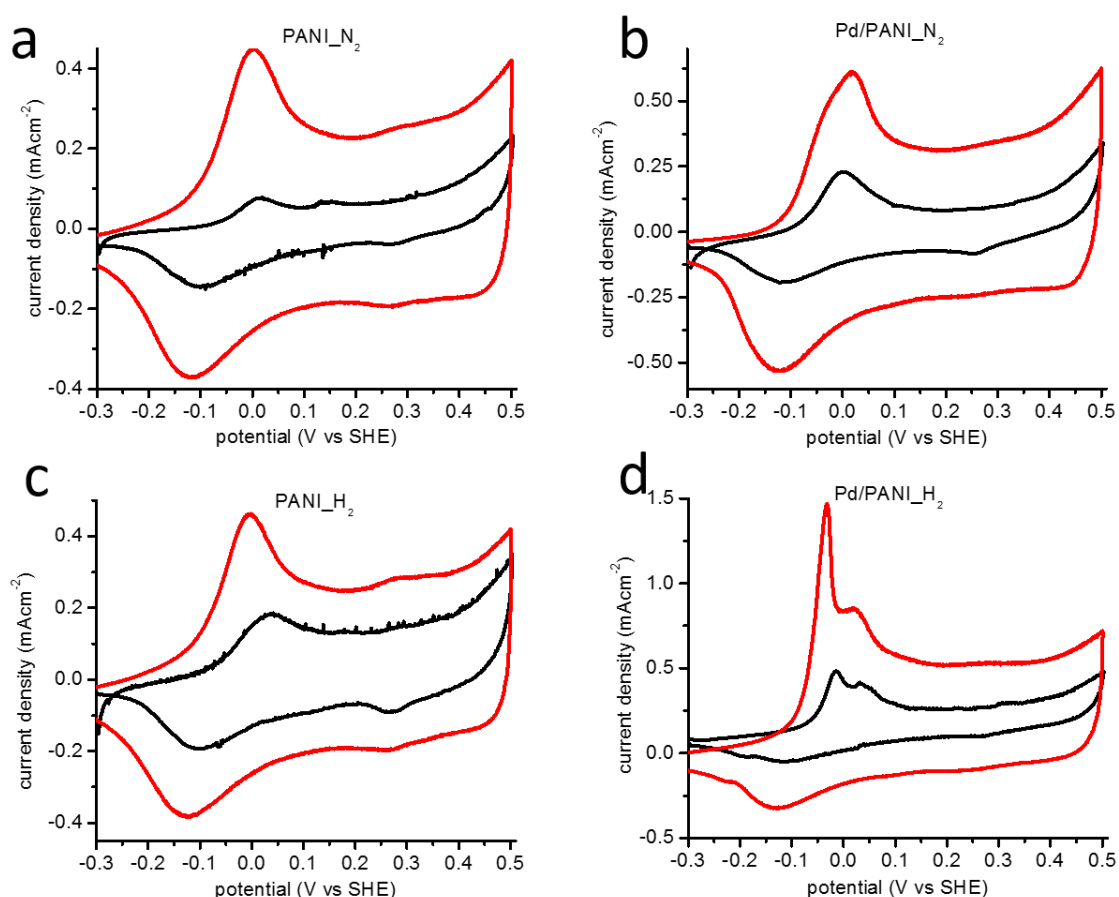 a
PANI_N2
current density (mAcm-2)
0.4
0.2
0.0
-0.2
-0.4
-0.3 -0.2 -0.1 0.0 0.1 0.2 0.3 0.4 0.5
potential (V vs SHE)
b
Pd/PANI_N2
current density (mAcm-2)
0.50
0.25
0.00
-0.25
-0.50
-0.3 -0.2 -0.1 0.0 0.1 0.2 0.3 0.4 0.5
potential (V vs SHE)
c
PANI_H2
current density (mAcm-2)
0.4
0.2
0.0
-0.2
-0.4
-0.3 -0.2 -0.1 0.0 0.1 0.2 0.3 0.4 0.5
potential (V vs SHE)
d
Pd/PANI_H2
current density (mAcm-2)
1.5
1.0
0.5
0.0
-0.5
-0.3 -0.2 -0.1 0.0 0.1 0.2 0.3 0.4 0.5
potential (V vs SHE)